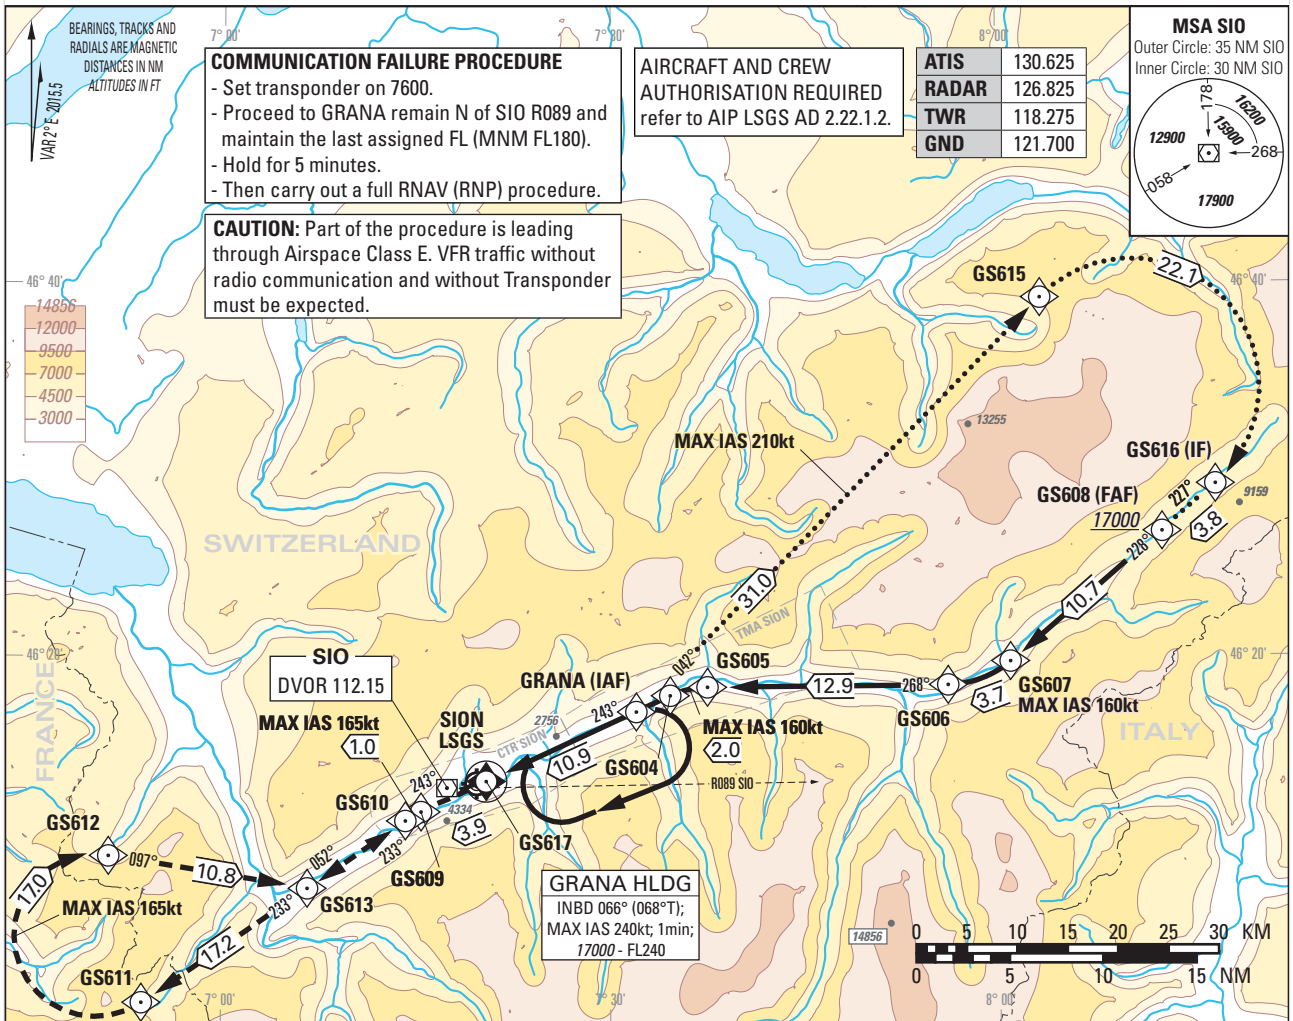 BEARINGS, TRACKS AND
RADIALS ARE MAGNETIC
DISTANCES IN NM
ALTITUDES IN FT
VAR 2° E 2015.5
7° 00'
7° 30'
8° 00'
COMMUNICATION FAILURE PROCEDURE
- Set transponder on 7600.
- Proceed to GRANA remain N of SIO R089 and
maintain the last assigned FL (MNM FL180).
- Hold for 5 minutes.
- Then carry out a full RNAV (RNP) procedure.
CAUTION: Part of the procedure is leading
through Airspace Class E. VFR traffic without
radio communication and without Transponder
must be expected.
AIRCRAFT AND CREW
AUTHORISATION REQUIRED
refer to AIP LSGS AD 2.22.1.2.
ATIS 130.625
RADAR 126.825
TWR 118.275
GND 121.700
MSA SIO
Outer Circle: 35 NM SIO
Inner Circle: 30 NM SIO
178
16200
15900
12900
268
058
17900
46° 40'
46° 40'
14856
12000
9500
7000
4500
3000
GS615
22.1
13255
MAX IAS 210kt
GS616 (IF)
227°
9159
GS608 (FAF)
17000
3.8
228°
SWITZERLAND
10.7
31.0
TMA SION
46° 20'
46° 20'
FRANCE
SIO
DVOR 112.15
042°
GS605
GRANA (IAF)
12.9
268°
GS607
MAX IAS 160kt
3.7
GS606
ITALY
MAX IAS 165kt
1.0
SION
LSGS
243°
2756
CTR SION
MAX IAS 160kt
2.0
10.9
GS604
R089 SIO
243°
GS610
4334
3.9
GS617
GS612
097°
10.8
052°
233°
GS609
17.0
MAX IAS 165kt
233°
GS613
17.2
GS611
GRANA HLDG
INBD 066° (068°T);
MAX IAS 240kt; 1min;
17000 - FL240
14856
0 5 10 15 20 25 30 KM
0 5 10 15 NM
7° 00'
7° 30'
8° 00'